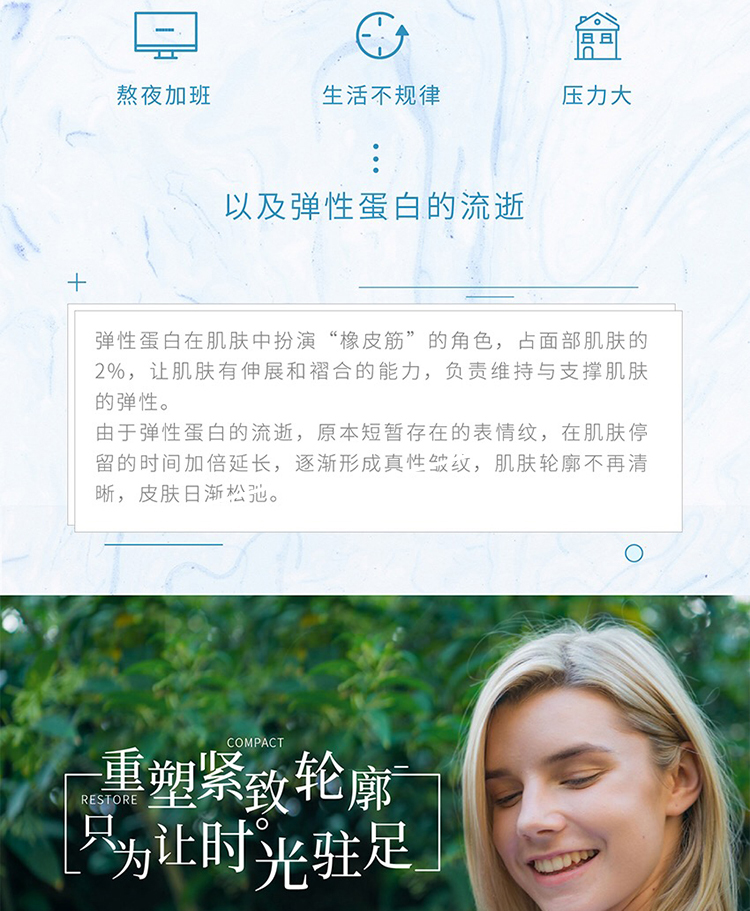 熬夜加班 生活不规律 压力大
以及弹性蛋白的流逝
弹性蛋白在肌肤中扮演“橡皮筋”的角色，占面部肌肤的
2%，让肌肤有伸展和褶合的能力，负责维持与支撑肌肤
的弹性。
由于弹性蛋白的流逝，原本短暂存在的表情纹，在肌肤停
留的时间加倍延长，逐渐形成真性皱纹，肌肤轮廓不再清
晰，皮肤日渐松弛。
COMPACT
重塑紧致轮廓
RESTORE
只为让时光驻足